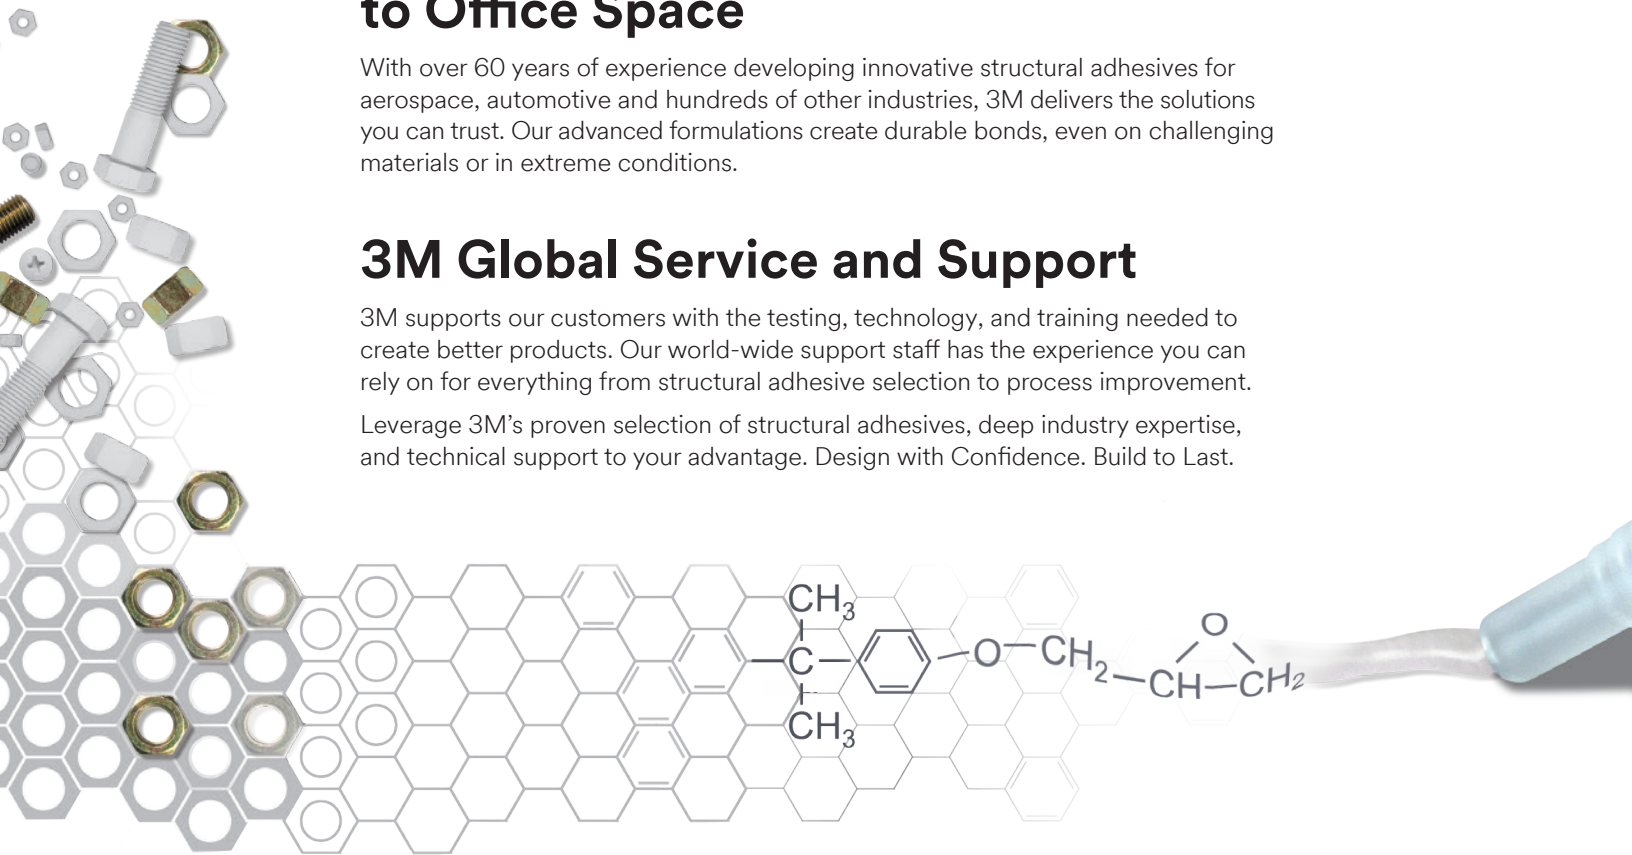 to Office Space
With over 60 years of experience developing innovative structural adhesives for
aerospace, automotive and hundreds of other industries, 3M delivers the solutions
you can trust. Our advanced formulations create durable bonds, even on challenging
materials or in extreme conditions.
3M Global Service and Support
3M supports our customers with the testing, technology, and training needed to
create better products. Our world-wide support staff has the experience you can
rely on for everything from structural adhesive selection to process improvement.
Leverage 3M’s proven selection of structural adhesives, deep industry expertise,
and technical support to your advantage. Design with Confidence. Build to Last.
CH3
O
C O CH2
CH CH2
CH3